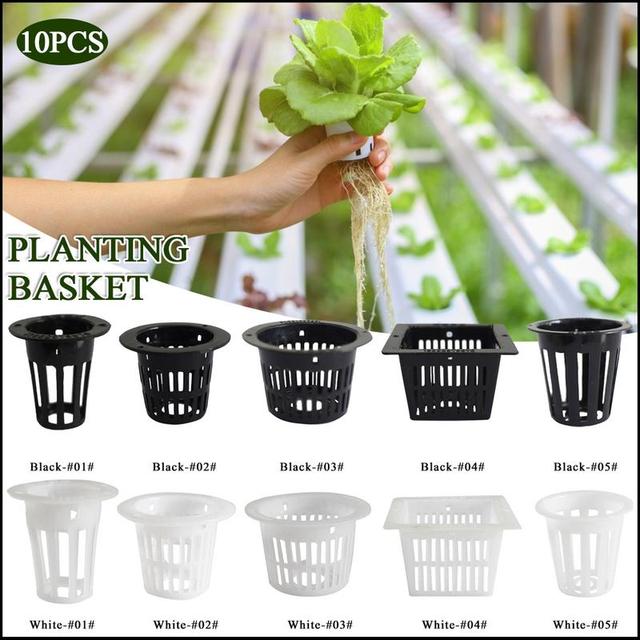 10PCS
PLANTING
BASKET
Black-#01#
Black-#02#
Black-#03#
Black-#04#
Black-#05#
White-#01#
White-#02#
White-#03#
White-#04#
White-#05#